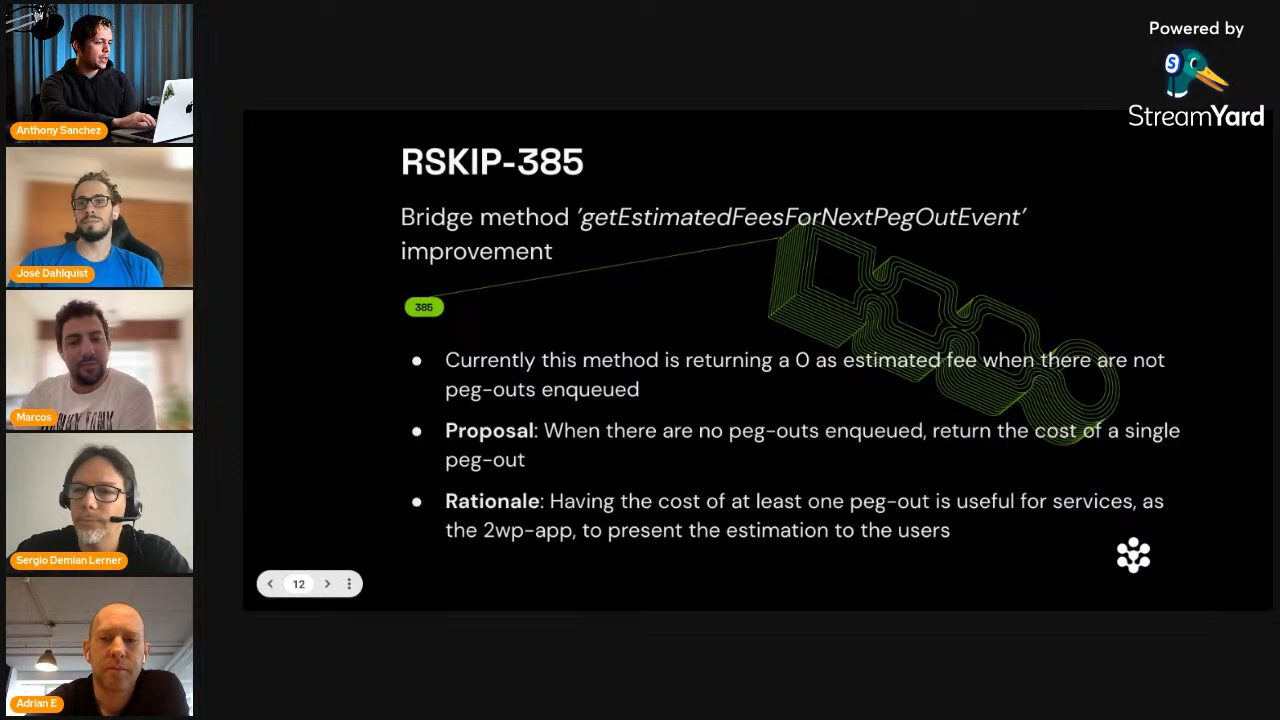 Powered by
S
StreamYard
Anthony Sanchez
José Dahlquist
Marcos
Sergio Demian Lerner
Adrian E
RSKIP-385
Bridge method 'getEstimatedFeesForNextPegOutEvent'
improvement
385
● Currently this method is returning a 0 as estimated fee when there are not
peg-outs enqueued
● Proposal: When there are no peg-outs enqueued, return the cost of a single
peg-out
● Rationale: Having the cost of at least one peg-out is useful for services, as
the 2wp-app, to present the estimation to the users
12